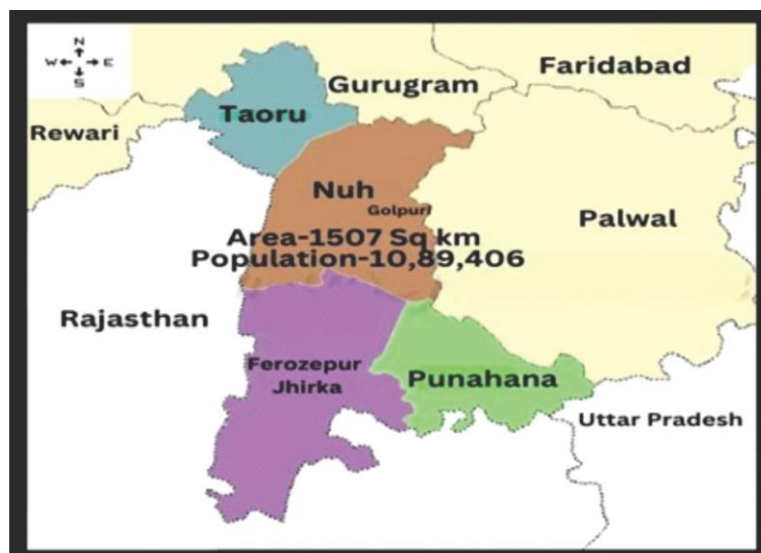 N
W E
S
Faridabad
Gurugram
Taoru
Rewari
Nuh
Golpuri
Palwal
Area-1507 Sq km
Population-10,89,406
Rajasthan
Ferozepur
Jhirka
Punahana
Uttar Pradesh